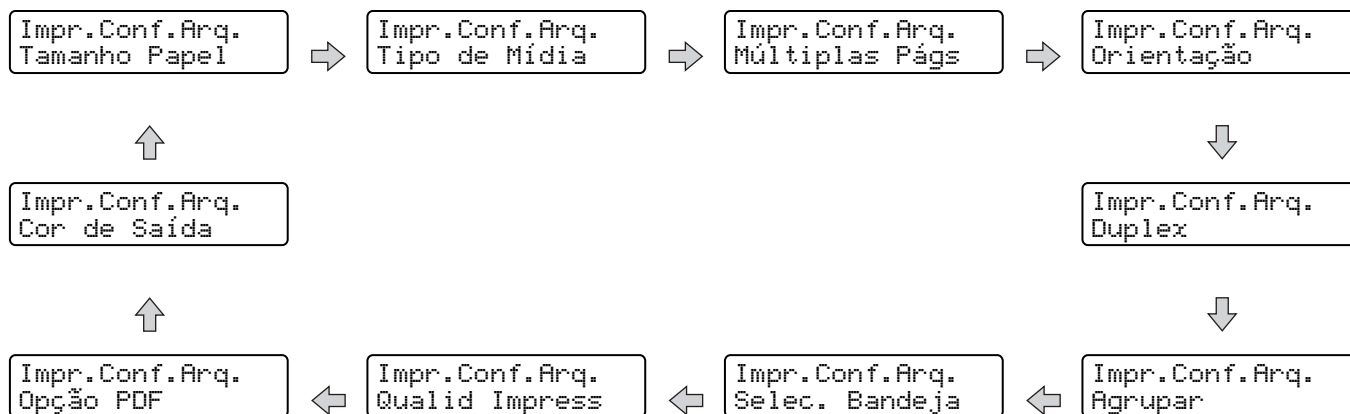 Impr.Conf.Arq.
Tamanho Papel
Impr.Conf.Arq.
Tipo de Mídia
Impr.Conf.Arq.
Múltiplas Págs
Impr.Conf.Arq.
Orientação
Impr.Conf.Arq.
Cor de Saída
Impr.Conf.Arq.
Duplex
Impr.Conf.Arq.
Opção PDF
Impr.Conf.Arq.
Qualid Impress
Impr.Conf.Arq.
Selec. Bandeja
Impr.Conf.Arq.
Agrupar